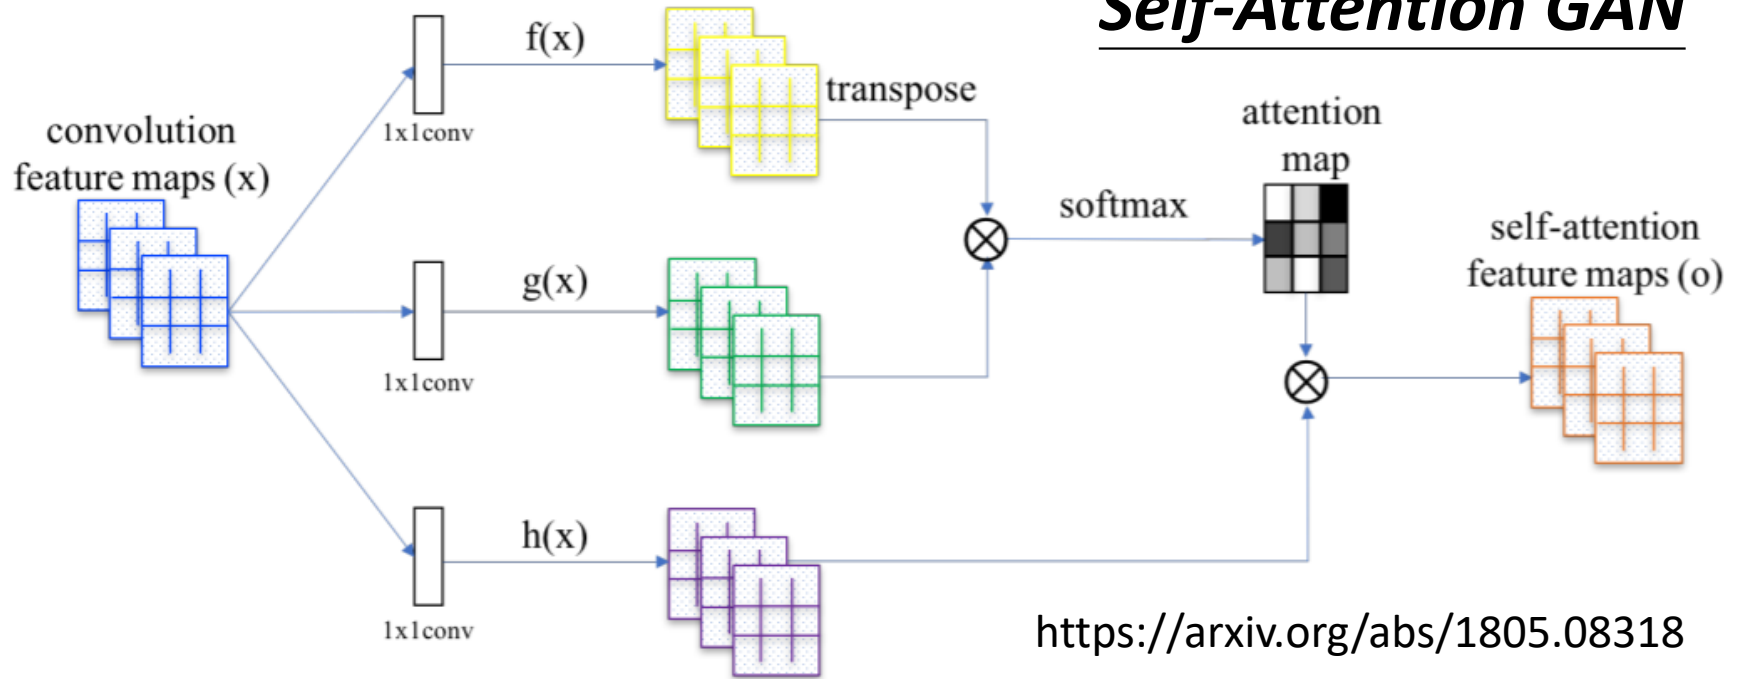 Self-Attention GAN
convolution
feature maps (x)
f(x)
1x1conv
transpose
g(x)
1x1conv
h(x)
1x1conv
softmax
attention
map
self-attention
feature maps (o)
https://arxiv.org/abs/1805.08318